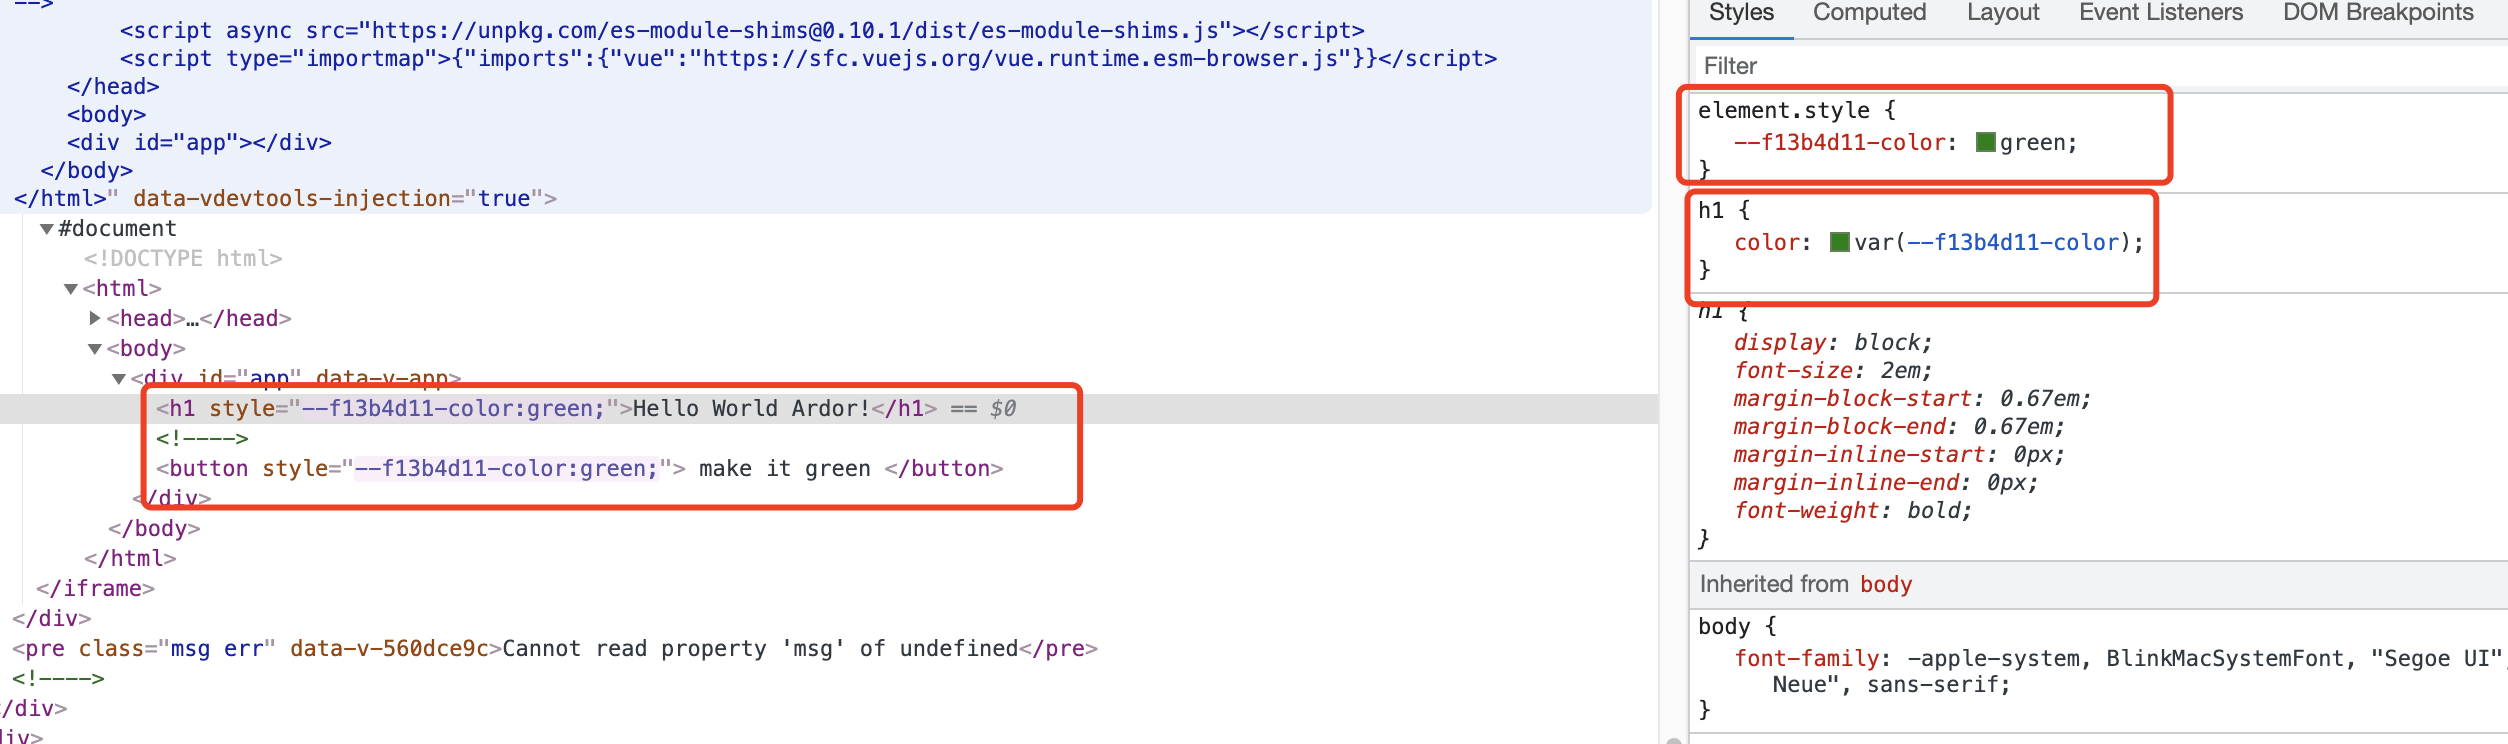 -->
<script async src="https://unpkg.com/es-module-shims@0.10.1/dist/es-module-shims.js"></script>
<script type="importmap">{"imports":{"vue":"https://sfc.vuejs.org/vue.runtime.esm-browser.js"}}</script>
</head>
<body>
<div id="app"></div>
</body>
</html>" data-vdevtools-injection="true">
▼#document
<!DOCTYPE html>
▼<html>
▶<head>…</head>
▼<body>
▼<div id="app" data-v-app>
<h1 style="--f13b4d11-color:green;">Hello World Ardor!</h1> == $0
<!---->
<button style="--f13b4d11-color:green;"> make it green </button>
</div>
</body>
</html>
</iframe>
</div>
<pre class="msg err" data-v-560dce9c>Cannot read property 'msg' of undefined</pre>
<!---->
</div>
div>
Styles Computed Layout Event Listeners DOM Breakpoints
Filter
element.style {
--f13b4d11-color: green;
}
h1 {
color: var(--f13b4d11-color);
}
h1 {
display: block;
font-size: 2em;
margin-block-start: 0.67em;
margin-block-end: 0.67em;
margin-inline-start: 0px;
margin-inline-end: 0px;
font-weight: bold;
}
Inherited from body
body {
font-family: -apple-system, BlinkMacSystemFont, "Segoe UI",
Neue", sans-serif;
}